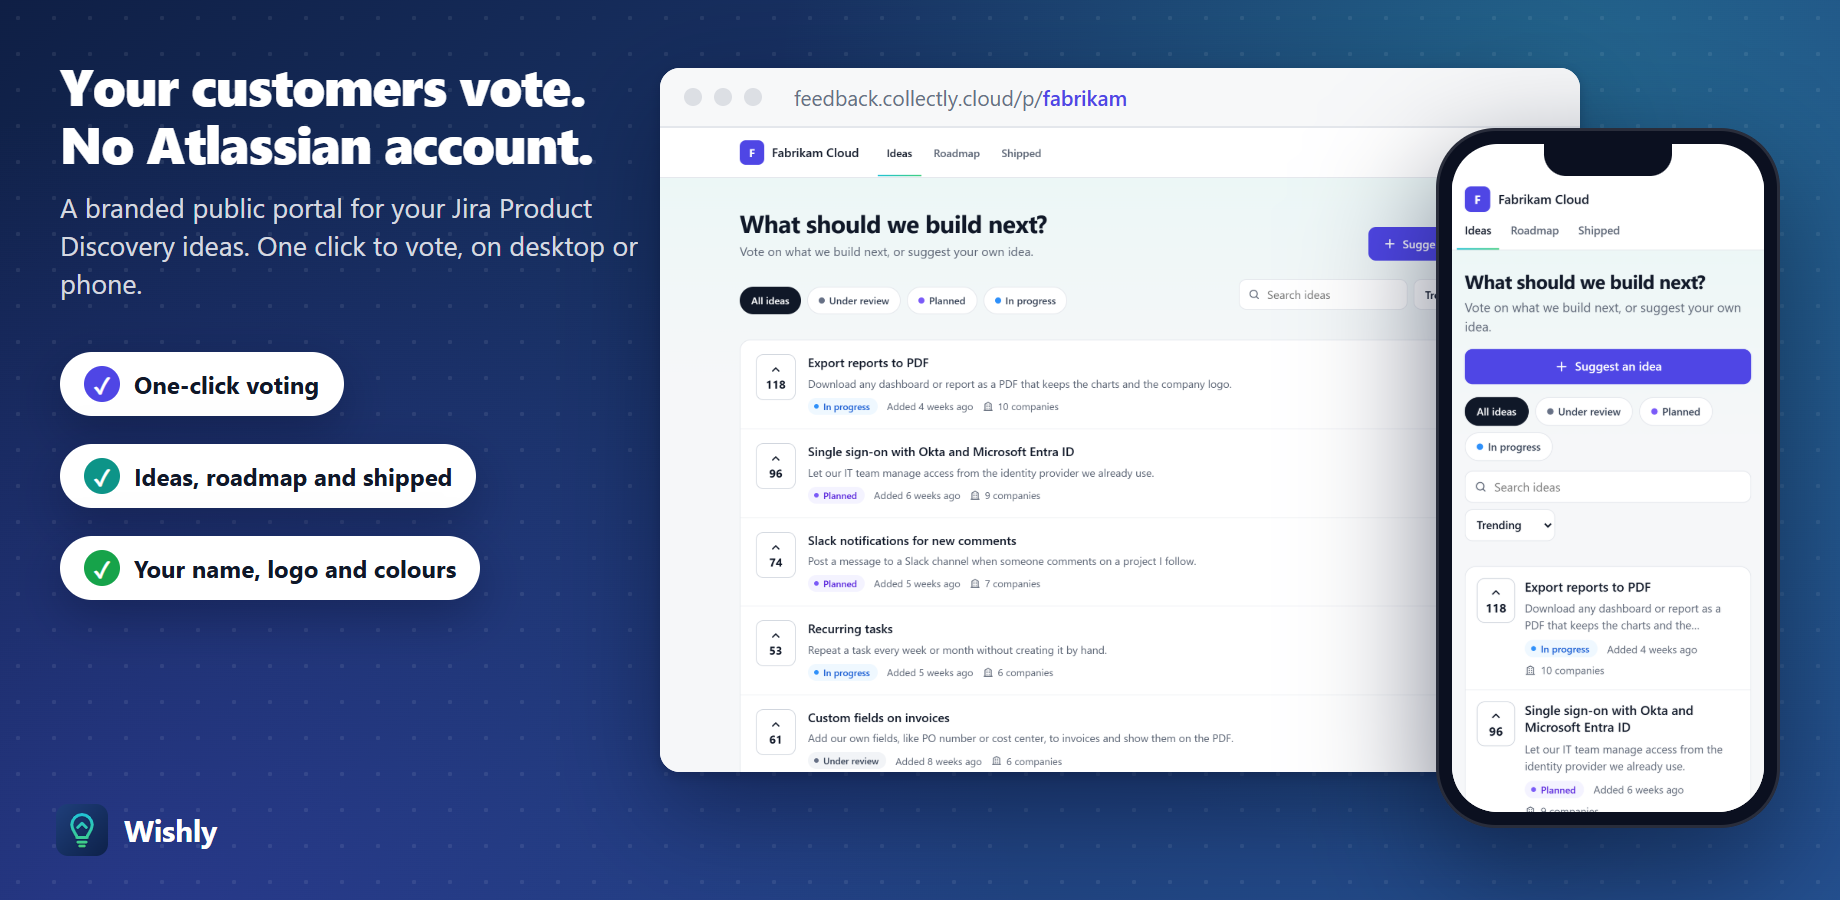 Your customers vote.
No Atlassian account.
A branded public portal for your Jira Product
Discovery ideas. One click to vote, on desktop or
phone.
One-click voting
Ideas, roadmap and shipped
Your name, logo and colours
Wishly
feedback.collectly.cloud/p/fabrikam
F Fabrikam Cloud Ideas Roadmap Shipped
What should we build next?
Vote on what we build next, or suggest your own idea.
+ Sugge
All ideas Under review Planned In progress
Search ideas
Tre
118
Export reports to PDF
Download any dashboard or report as a PDF that keeps the charts and the company logo.
In progress Added 4 weeks ago 10 companies
96
Single sign-on with Okta and Microsoft Entra ID
Let our IT team manage access from the identity provider we already use.
Planned Added 6 weeks ago 9 companies
74
Slack notifications for new comments
Post a message to a Slack channel when someone comments on a project I follow.
Planned Added 5 weeks ago 7 companies
53
Recurring tasks
Repeat a task every week or month without creating it by hand.
In progress Added 5 weeks ago 6 companies
61
Custom fields on invoices
Add our own fields, like PO number or cost center, to invoices and show them on the PDF.
Under review Added 8 weeks ago 6 companies
F Fabrikam Cloud
Ideas Roadmap Shipped
What should we build next?
Vote on what we build next, or suggest your own
idea.
+ Suggest an idea
All ideas Under review Planned
In progress
Search ideas
Trending
118
Export reports to PDF
Download any dashboard or report as a
PDF that keeps the charts and the...
In progress Added 4 weeks ago
10 companies
96
Single sign-on with Okta and
Microsoft Entra ID
Let our IT team manage access from the
identity provider we already use.
Planned Added 6 weeks ago
9 companies